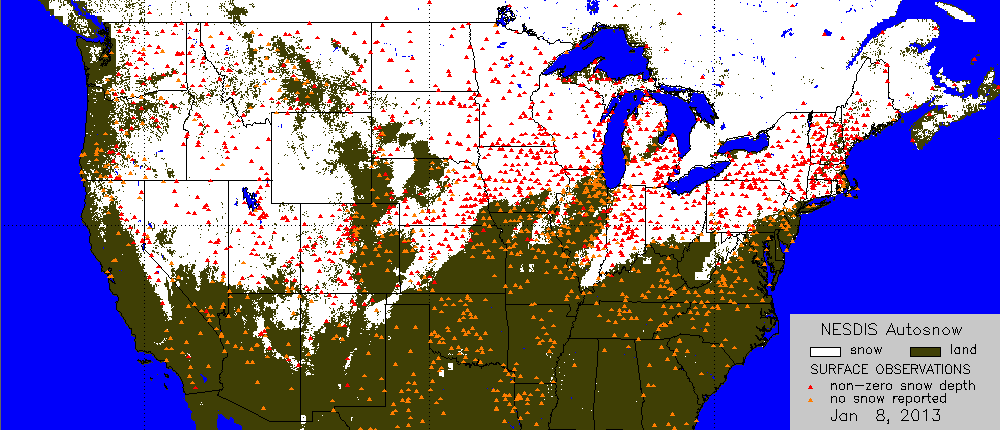 NESDIS Autosnow
snow land
SURFACE OBSERVATIONS
non-zero snow depth
no snow reported
Jan 8, 2013